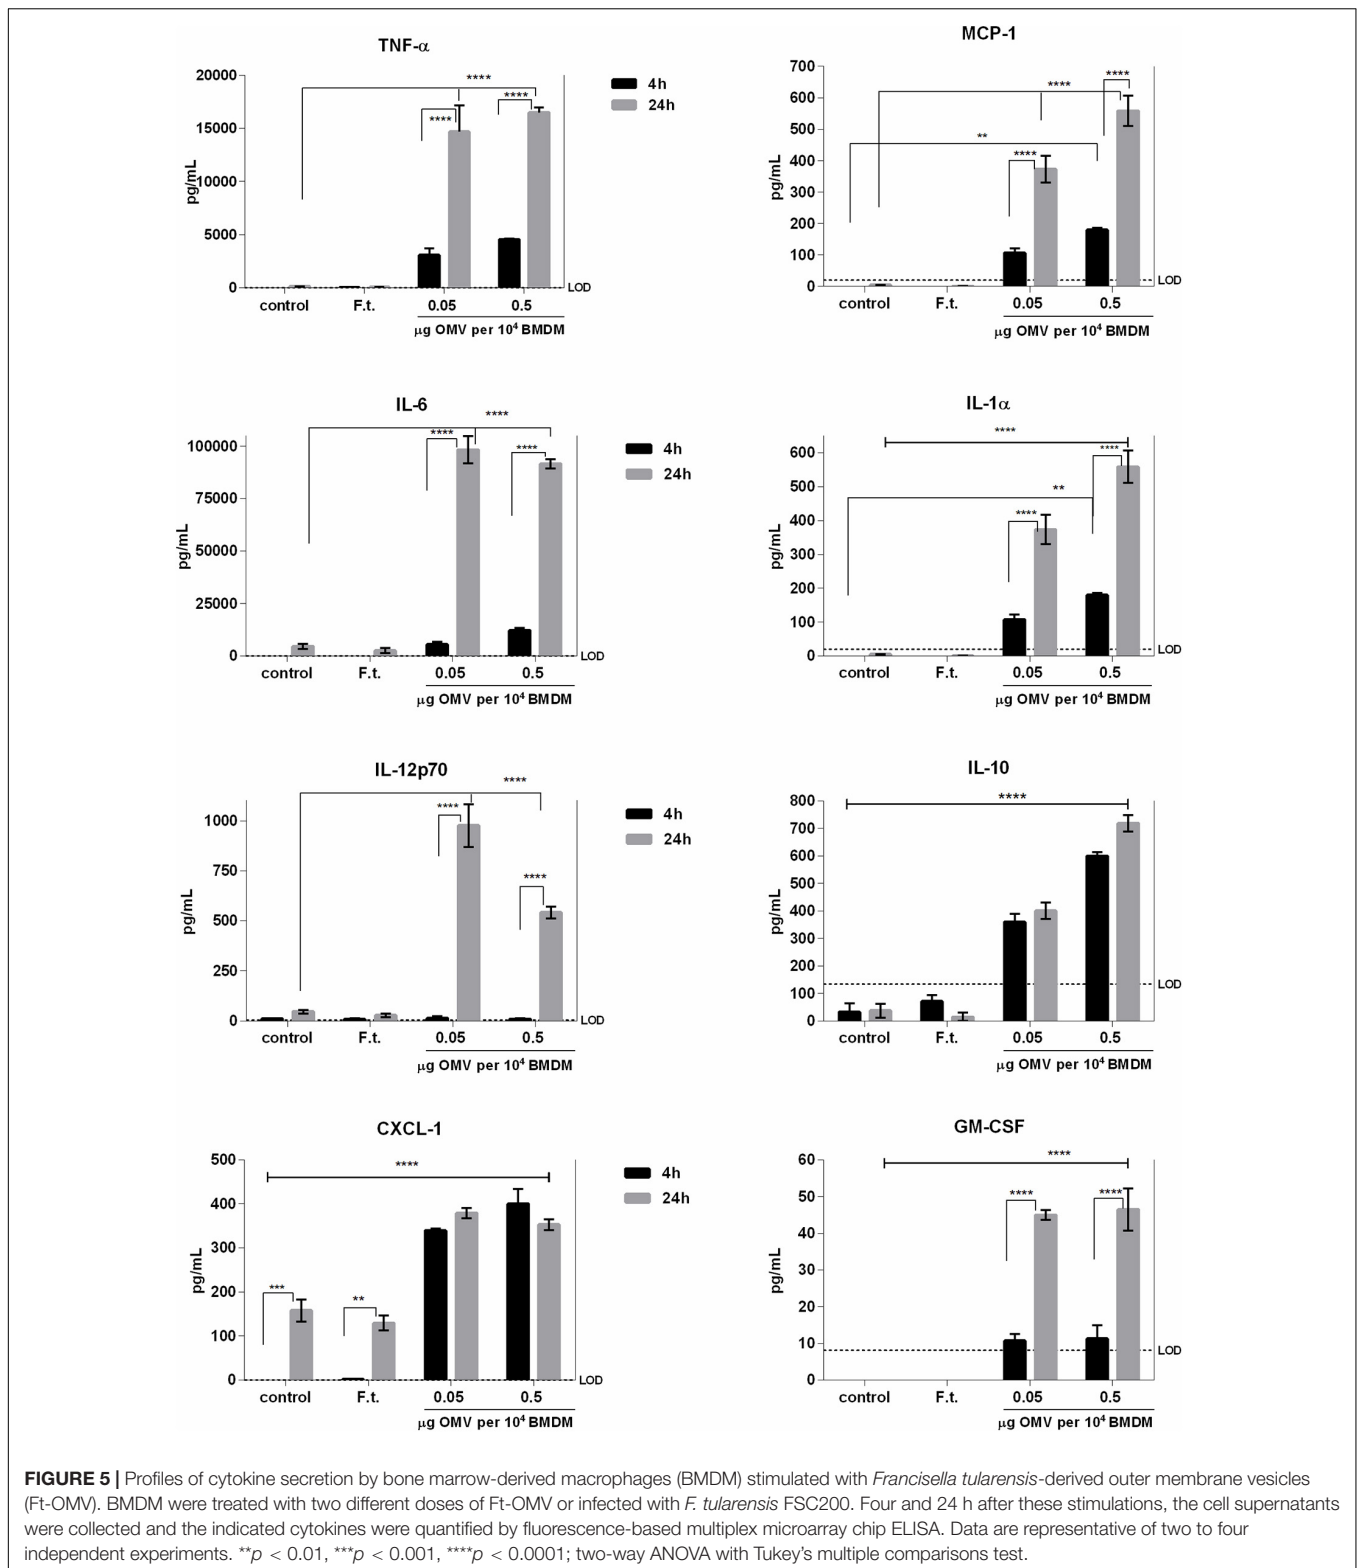 TNF-α
20000
15000
10000
5000
0
pg/mL
****
****
****
4h
24h
LOD
control F.t. 0.05 0.5
μg OMV per 10⁴ BMDM
MCP-1
700
600
500
400
300
200
100
0
pg/mL
****
****
**
****
LOD
control F.t. 0.05 0.5
μg OMV per 10⁴ BMDM
IL-6
100000
75000
50000
25000
0
pg/mL
****
****
****
4h
24h
LOD
control F.t. 0.05 0.5
μg OMV per 10⁴ BMDM
IL-1α
600
500
400
300
200
100
0
pg/mL
****
****
**
****
LOD
control F.t. 0.05 0.5
μg OMV per 10⁴ BMDM
IL-12p70
1000
750
500
250
0
pg/mL
****
****
****
4h
24h
LOD
control F.t. 0.05 0.5
μg OMV per 10⁴ BMDM
IL-10
800
700
600
500
400
300
200
100
0
pg/mL
****
LOD
control F.t. 0.05 0.5
μg OMV per 10⁴ BMDM
CXCL-1
500
400
300
200
100
0
pg/mL
****
***
**
4h
24h
LOD
control F.t. 0.05 0.5
μg OMV per 10⁴ BMDM
GM-CSF
60
50
40
30
20
10
0
pg/mL
****
****
****
LOD
control F.t. 0.05 0.5
μg OMV per 10⁴ BMDM
FIGURE 5 | Profiles of cytokine secretion by bone marrow-derived macrophages (BMDM) stimulated with Francisella tularensis-derived outer membrane vesicles
(Ft-OMV). BMDM were treated with two different doses of Ft-OMV or infected with F. tularensis FSC200. Four and 24 h after these stimulations, the cell supernatants
were collected and the indicated cytokines were quantified by fluorescence-based multiplex microarray chip ELISA. Data are representative of two to four
independent experiments. **p < 0.01, ***p < 0.001, ****p < 0.0001; two-way ANOVA with Tukey's multiple comparisons test.